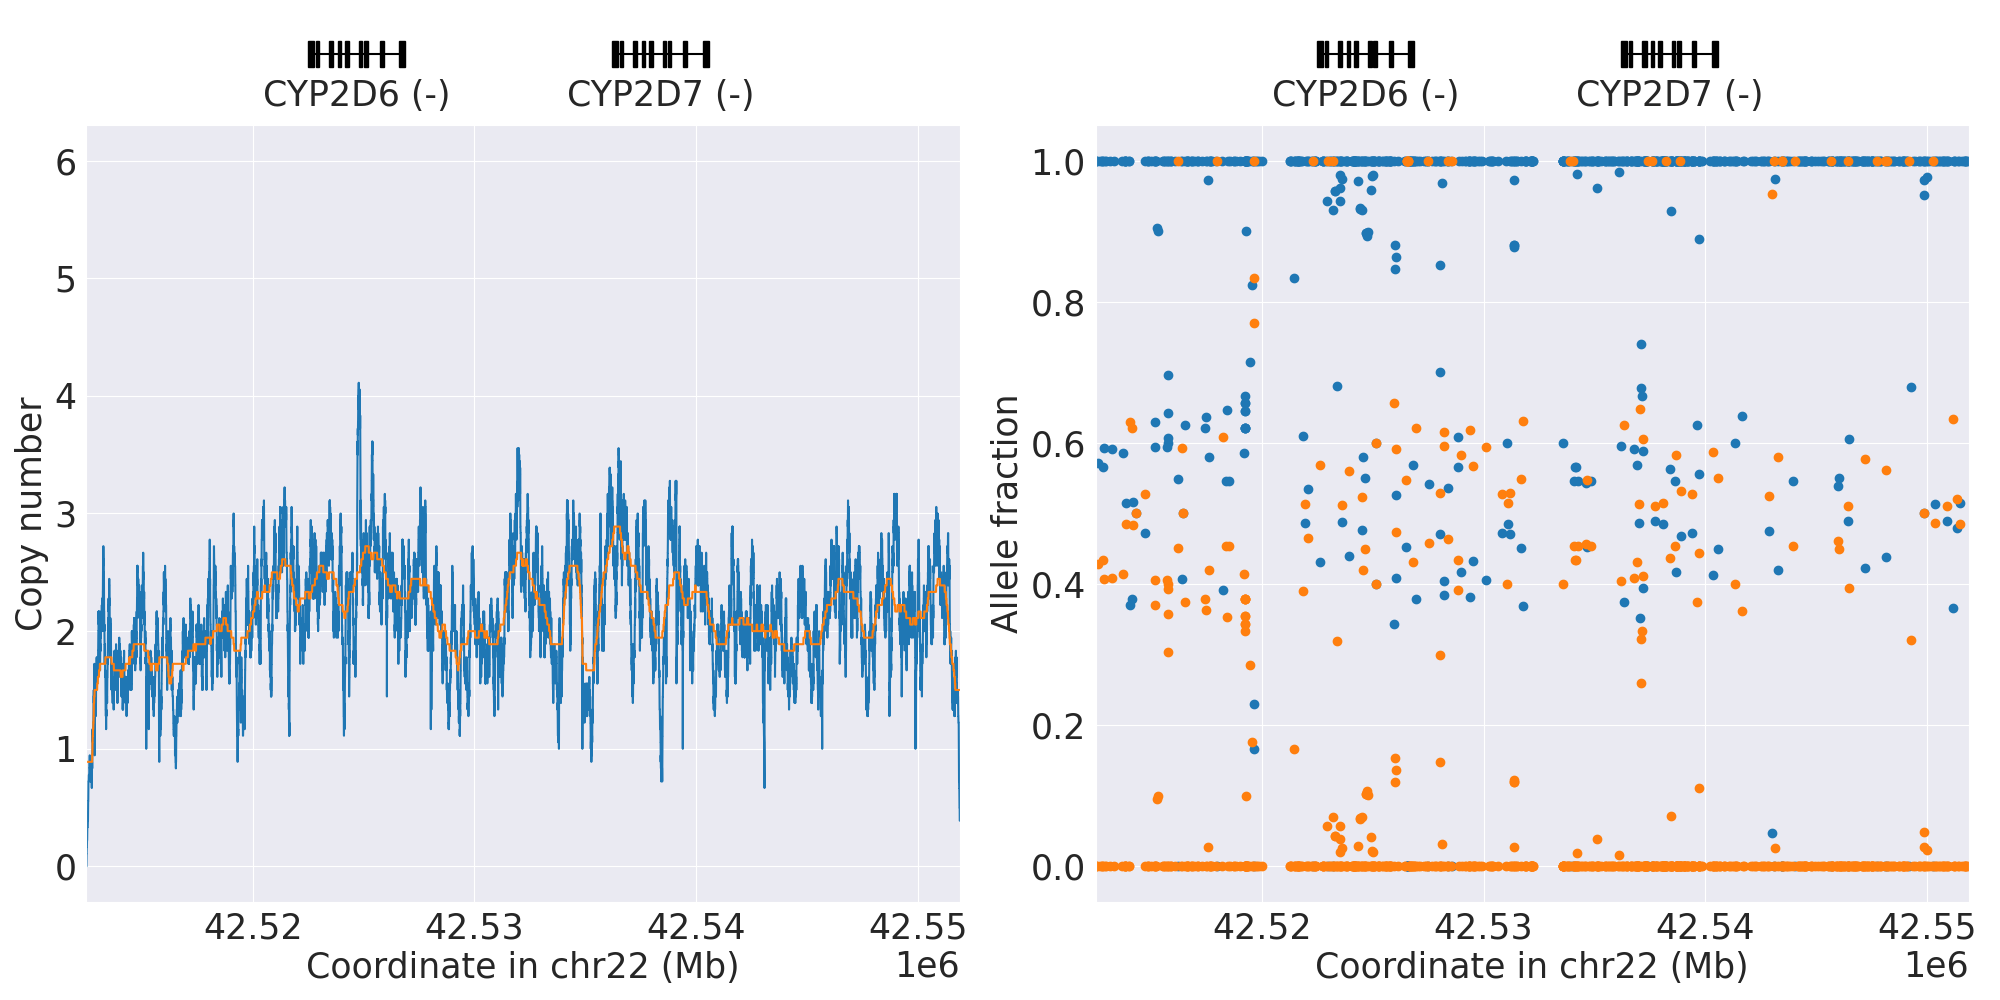 CYP2D6 (-) CYP2D7 (-)
6
5
4
3
2
1
0
Copy number
42.52 42.53 42.54 42.55
Coordinate in chr22 (Mb)
1e6
CYP2D6 (-) CYP2D7 (-)
1.0
0.8
0.6
0.4
0.2
0.0
Allele fraction
42.52 42.53 42.54 42.55
Coordinate in chr22 (Mb)
1e6